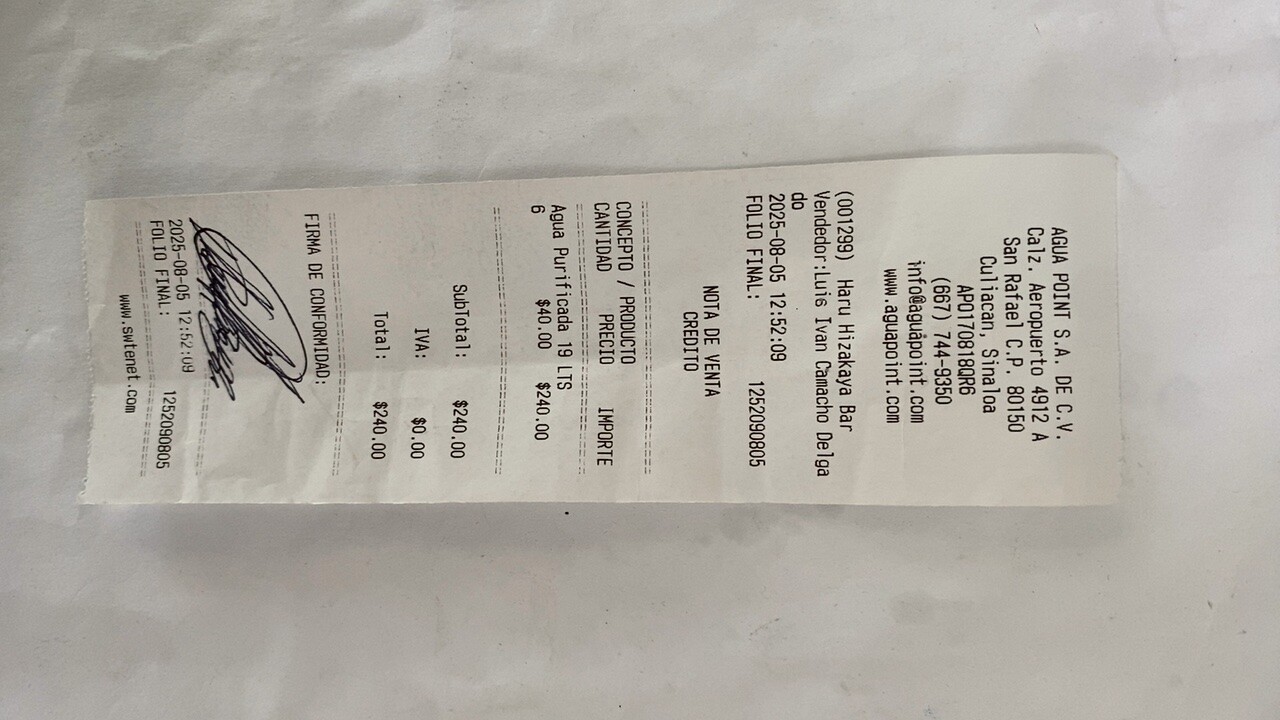 AGUA POINT S.A. DE C.V.
Calz. Aeropuerto 4912 A
San Rafael C.P. 80150
Culiacan, Sinaloa
APO170818QR6
(667) 744-9350
info@aguapoint.com
www.aguapoint.com
(001299) Haru Hizakaya Bar
Vendedor:Luis Ivan Camacho Delga
do
2025-08-05 12:52:09
FOLIO FINAL: 1252090805
NOTA DE VENTA
CREDITO
CONCEPTO / PRODUCTO
CANTIDAD PRECIO IMPORTE
Agua Purificada 19 LTS
6 $40.00 $240.00
SubTotal: $240.00
IVA: $0.00
Total: $240.00
FIRMA DE CONFORMIDAD:
2025-08-05 12:52:09
FOLIO FINAL: 1252090805
www.swtenet.com